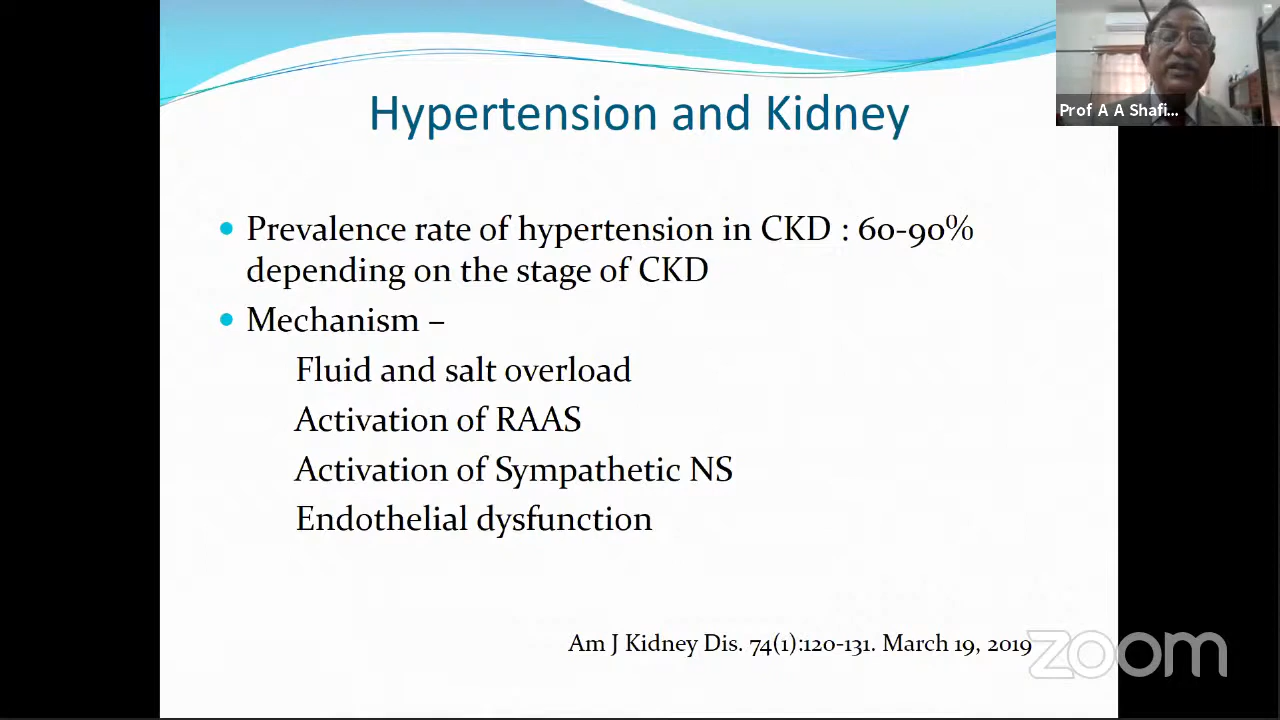 Hypertension and Kidney
Prof A A Shafi...
• Prevalence rate of hypertension in CKD : 60-90%
depending on the stage of CKD
• Mechanism –
Fluid and salt overload
Activation of RAAS
Activation of Sympathetic NS
Endothelial dysfunction
Am J Kidney Dis. 74(1):120-131. March 19, 2019
zoom